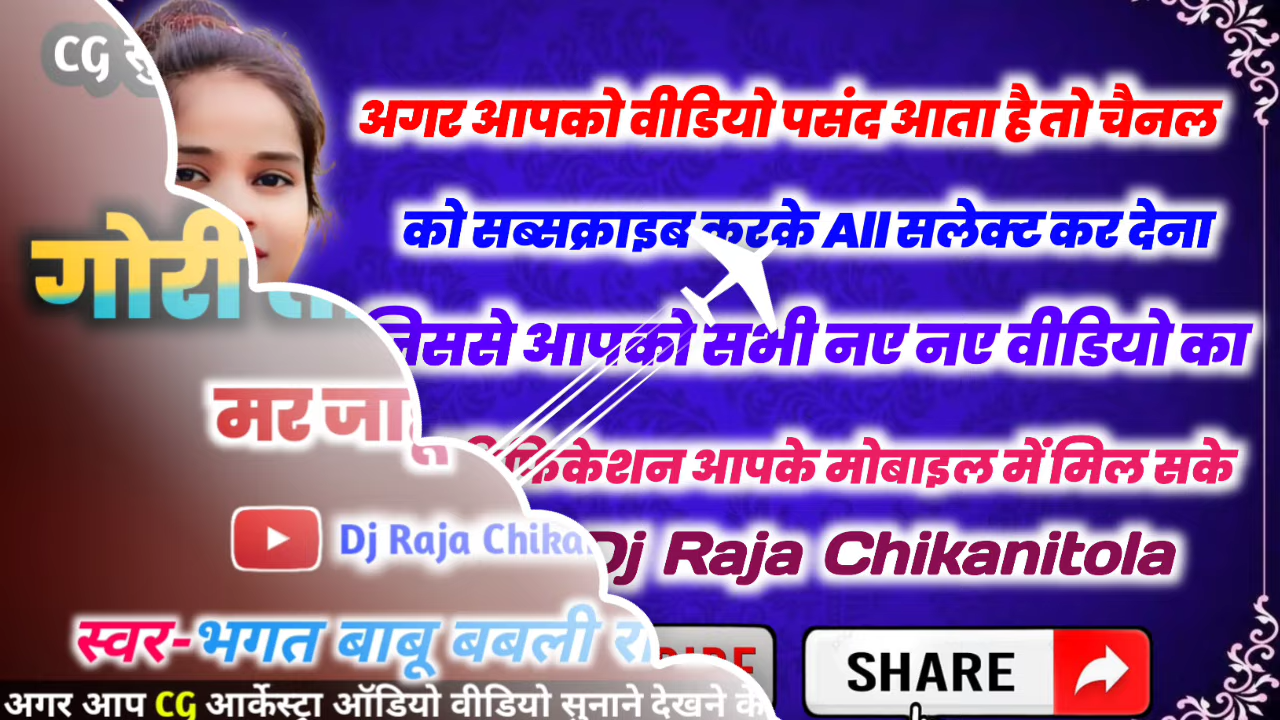 CG
अगर आपको वीडियो पसंद आता है तो चैनल
को सब्सक्राइब करके All सलेक्ट कर देना
गोरी
जिससे आपको सभी नए नए वीडियो का
मर जाहू
आपके मोबाइल में मिल सके
Dj Raja
Dj Raja Chikanitola
स्वर-भगत बाबू बबली
SHARE
अगर आप CG आर्केस्ट्रा ऑडियो वीडियो सुनाने देखने के